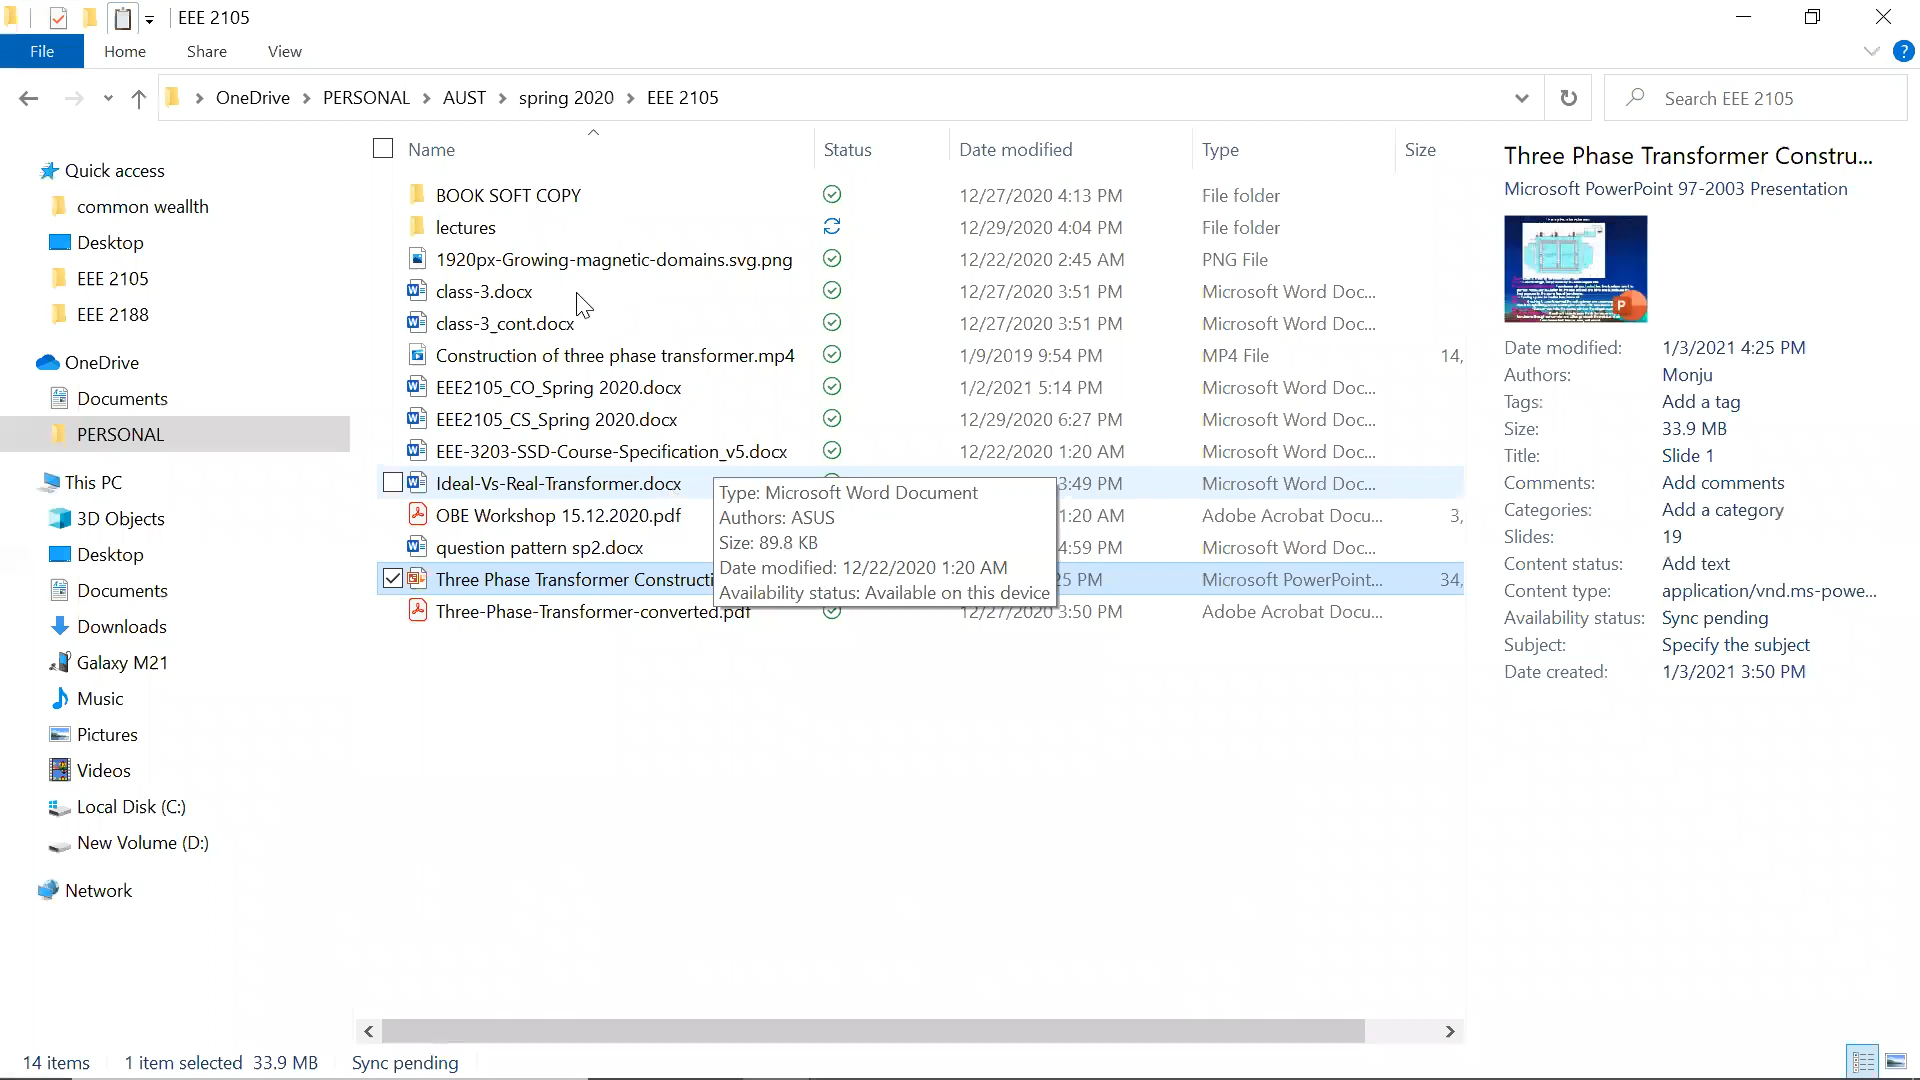 EEE 2105
File Home Share View
OneDrive PERSONAL AUST spring 2020 EEE 2105
Search EEE 2105
Quick access
common weallth
Desktop
EEE 2105
EEE 2188
OneDrive
Documents
PERSONAL
This PC
3D Objects
Desktop
Documents
Downloads
Galaxy M21
Music
Pictures
Videos
Local Disk (C:)
New Volume (D:)
Network
Name Status Date modified Type Size
BOOK SOFT COPY 12/27/2020 4:13 PM File folder
lectures 12/29/2020 4:04 PM File folder
1920px-Growing-magnetic-domains.svg.png 12/22/2020 2:45 AM PNG File
class-3.docx 12/27/2020 3:51 PM Microsoft Word Doc...
class-3_cont.docx 12/27/2020 3:51 PM Microsoft Word Doc...
Construction of three phase transformer.mp4 1/9/2019 9:54 PM MP4 File 14,
EEE2105_CO_Spring 2020.docx 1/2/2021 5:14 PM Microsoft Word Doc...
EEE2105_CS_Spring 2020.docx 12/29/2020 6:27 PM Microsoft Word Doc...
EEE-3203-SSD-Course-Specification_v5.docx 12/22/2020 1:20 AM Microsoft Word Doc...
Ideal-Vs-Real-Transformer.docx 3:49 PM Microsoft Word Doc...
OBE Workshop 15.12.2020.pdf 1:20 AM Adobe Acrobat Docu... 3,
question pattern sp2.docx 4:59 PM Microsoft Word Doc...
Three Phase Transformer Constructi 25 PM Microsoft PowerPoint... 34,
Three-Phase-Transformer-converted.pdf 12/27/2020 3:50 PM Adobe Acrobat Docu...
Type: Microsoft Word Document
Authors: ASUS
Size: 89.8 KB
Date modified: 12/22/2020 1:20 AM
Availability status: Available on this device
Three Phase Transformer Constru...
Microsoft PowerPoint 97-2003 Presentation
Date modified: 1/3/2021 4:25 PM
Authors: Monju
Tags: Add a tag
Size: 33.9 MB
Title: Slide 1
Comments: Add comments
Categories: Add a category
Slides: 19
Content status: Add text
Content type: application/vnd.ms-powe...
Availability status: Sync pending
Subject: Specify the subject
Date created: 1/3/2021 3:50 PM
14 items 1 item selected 33.9 MB Sync pending